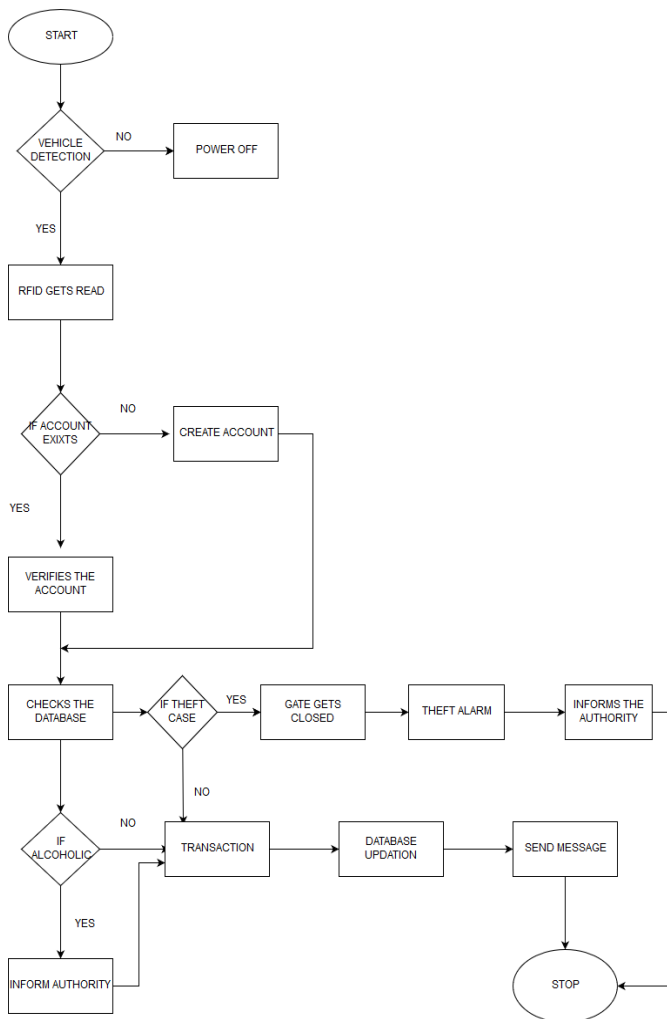 START
VEHICLE
DETECTION
NO
POWER OFF
YES
RFID GETS READ
IF ACCOUNT
EXIXTS
NO
CREATE ACCOUNT
YES
VERIFIES THE
ACCOUNT
CHECKS THE
DATABASE
IF THEFT
CASE
YES
GATE GETS
CLOSED
THEFT ALARM
INFORMS THE
AUTHORITY
NO
IF
ALCOHOLIC
NO
TRANSACTION
DATABASE
UPDATION
SEND MESSAGE
YES
INFORM AUTHORITY
STOP